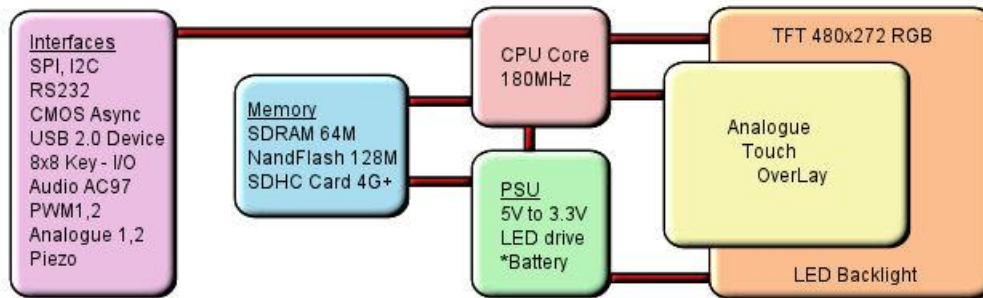 Interfaces
SPI, I2C
RS232
CMOS Async
USB 2.0 Device
8x8 Key - I/O
Audio AC97
PWM1,2
Analogue 1,2
Piezo
Memory
SDRAM 64M
NandFlash 128M
SDHC Card 4G+
CPU Core
180MHz
PSU
5V to 3.3V
LED drive
*Battery
TFT 480x272 RGB
Analogue
Touch
OverLay
LED Backlight